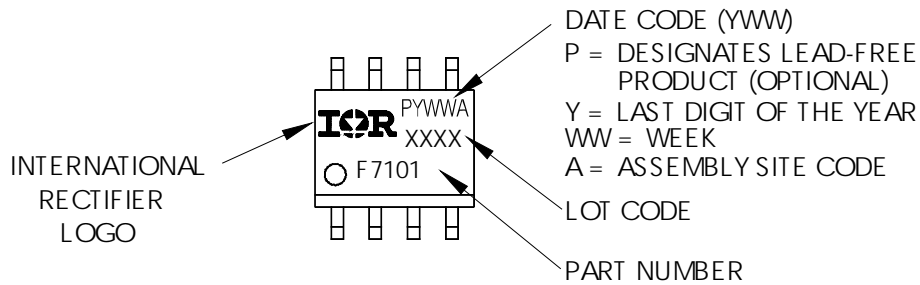 DATE CODE (YWW)
P = DESIGNATES LEAD-FREE
PRODUCT (OPTIONAL)
Y = LAST DIGIT OF THE YEAR
WW = WEEK
A = ASSEMBLY SITE CODE
LOT CODE
PART NUMBER
INTERNATIONAL
RECTIFIER
LOGO
IOR
PYWWA
XXXX
F7101